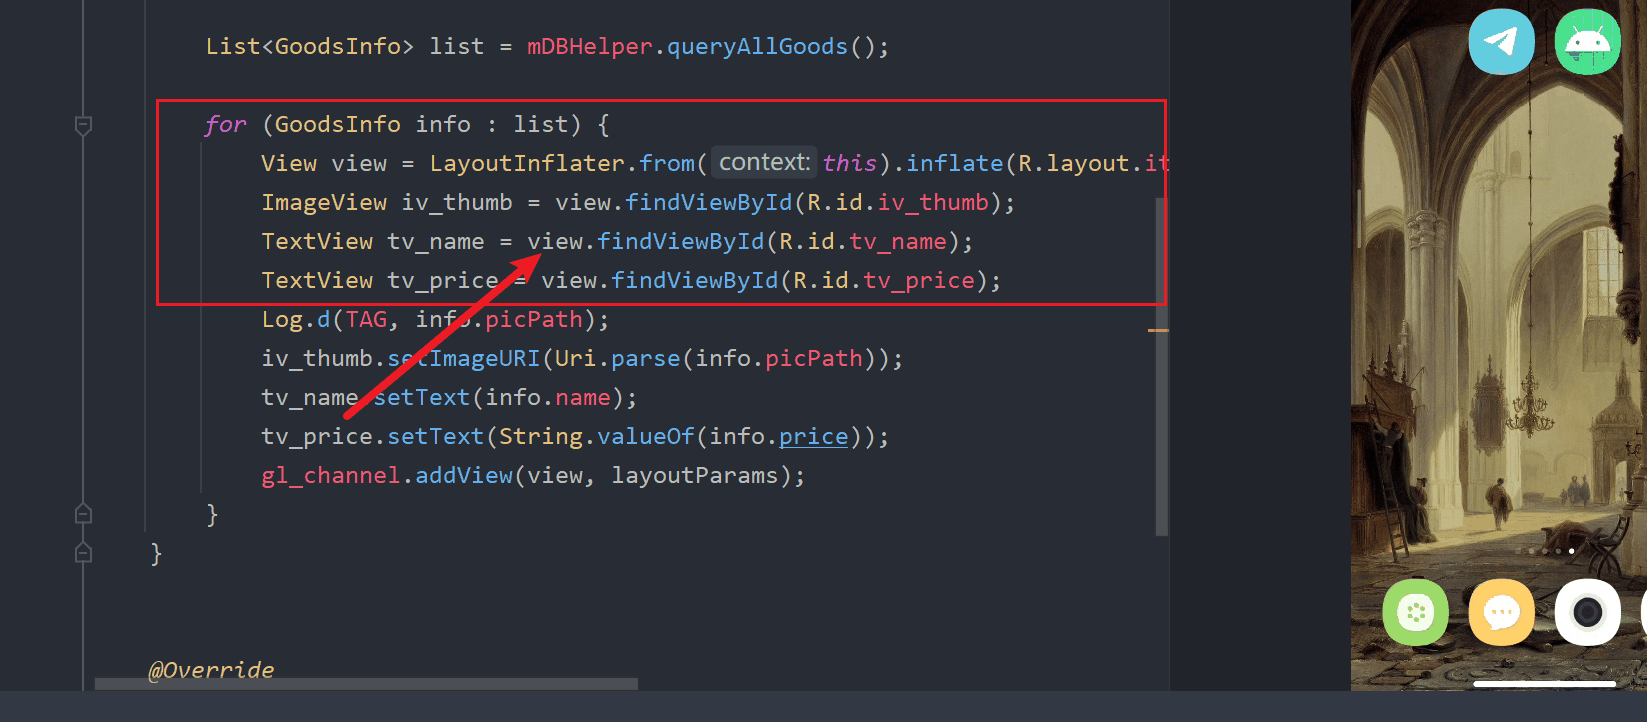 List<GoodsInfo> list = mDBHelper.queryAllGoods();
for (GoodsInfo info : list) {
View view = LayoutInflater.from( context: this).inflate(R.layout.it
ImageView iv_thumb = view.findViewById(R.id.iv_thumb);
TextView tv_name = view.findViewById(R.id.tv_name);
TextView tv_price = view.findViewById(R.id.tv_price);
Log.d(TAG, info.picPath);
iv_thumb.setImageURI(Uri.parse(info.picPath));
tv_name.setText(info.name);
tv_price.setText(String.valueOf(info.price));
gl_channel.addView(view, layoutParams);
}
}
@Override